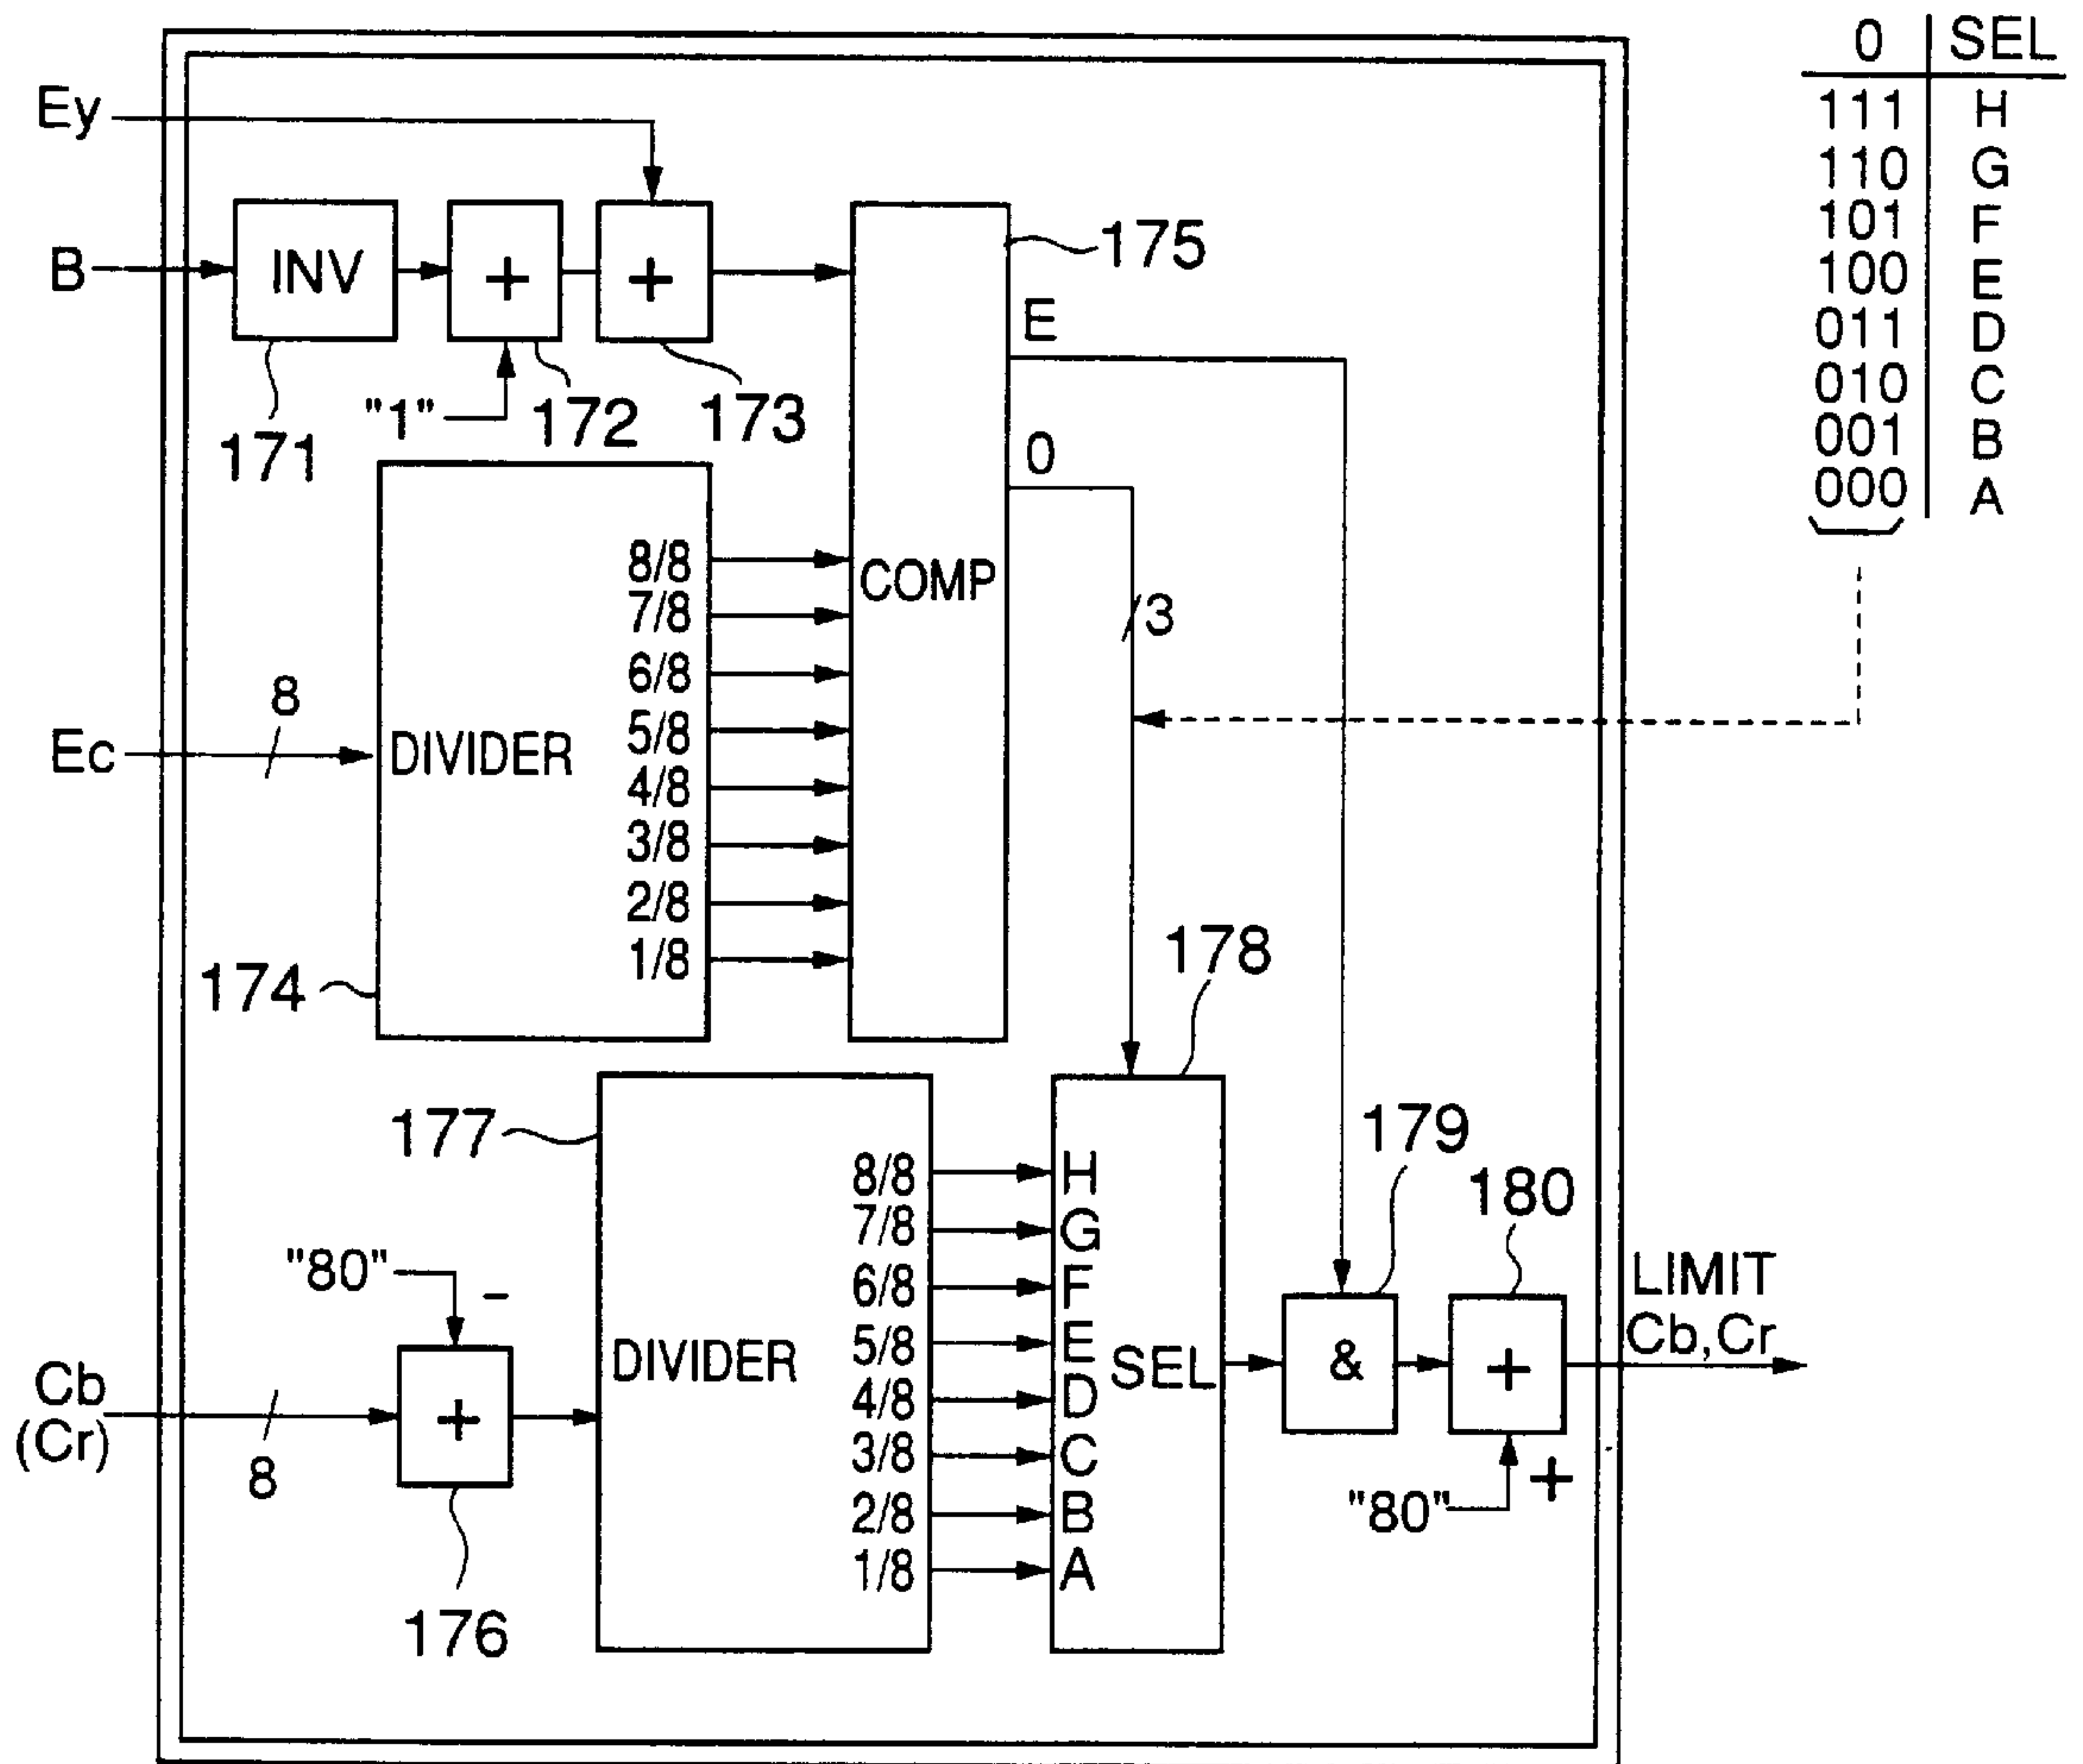 0 SEL
111 H
110 G
101 F
100 E
011 D
010 C
001 B
000 A
Ey
B
INV
+
+
"1"
171
172
173
175
E
0
3
COMP
8/8
7/8
6/8
5/8
4/8
3/8
2/8
1/8
DIVIDER
Ec
8
174
178
177
179
180
8/8 H
7/8 G
6/8 F
5/8 E
4/8 D
3/8 C
2/8 B
1/8 A
DIVIDER
SEL
"80"
-
Cb
(Cr)
8
+
176
&
+
"80"
+
LIMIT
Cb,Cr